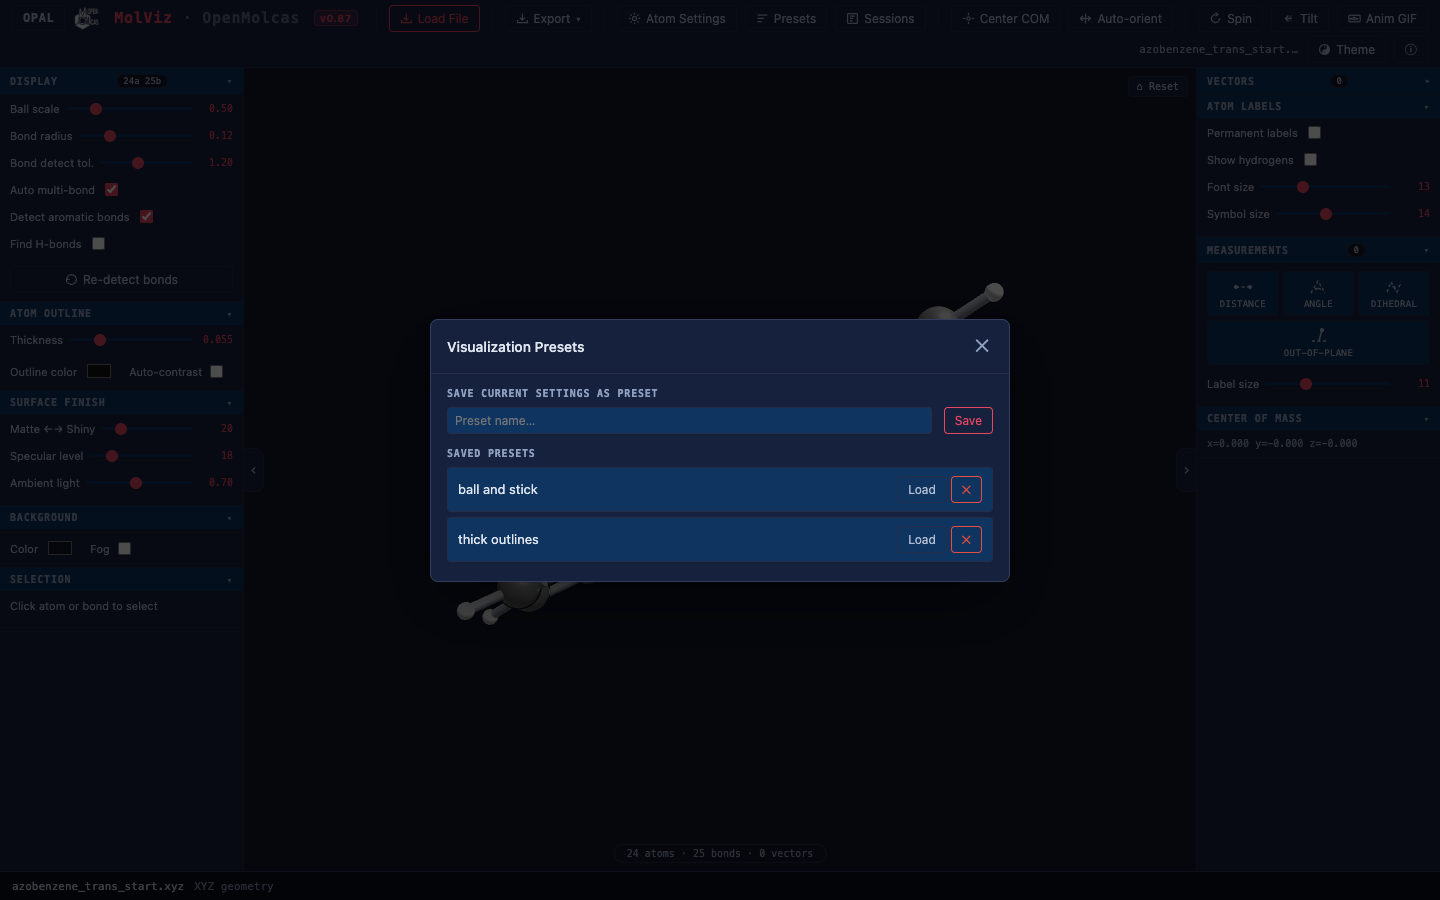 OPAL MolViz · OpenMolcas v0.87 Load File Export ▾ Atom Settings Presets Sessions Center COM Auto-orient Spin Tilt Anim GIF
azobenzene_trans_start.… Theme
DISPLAY 24a 25b
Ball scale 0.50
Bond radius 0.12
Bond detect tol. 1.20
Auto multi-bond
Detect aromatic bonds
Find H-bonds
Re-detect bonds
ATOM OUTLINE
Thickness 0.055
Outline color Auto-contrast
SURFACE FINISH
Matte ↔ Shiny 20
Specular level 18
Ambient light 0.70
BACKGROUND
Color Fog
SELECTION
Click atom or bond to select
⌂ Reset
Visualization Presets
SAVE CURRENT SETTINGS AS PRESET
Preset name... Save
SAVED PRESETS
ball and stick Load
thick outlines Load
24 atoms · 25 bonds · 0 vectors
VECTORS 0
ATOM LABELS
Permanent labels
Show hydrogens
Font size 13
Symbol size 14
MEASUREMENTS 0
DISTANCE ANGLE DIHEDRAL
OUT-OF-PLANE
Label size 11
CENTER OF MASS
x=0.000 y=-0.000 z=-0.000
azobenzene_trans_start.xyz XYZ geometry